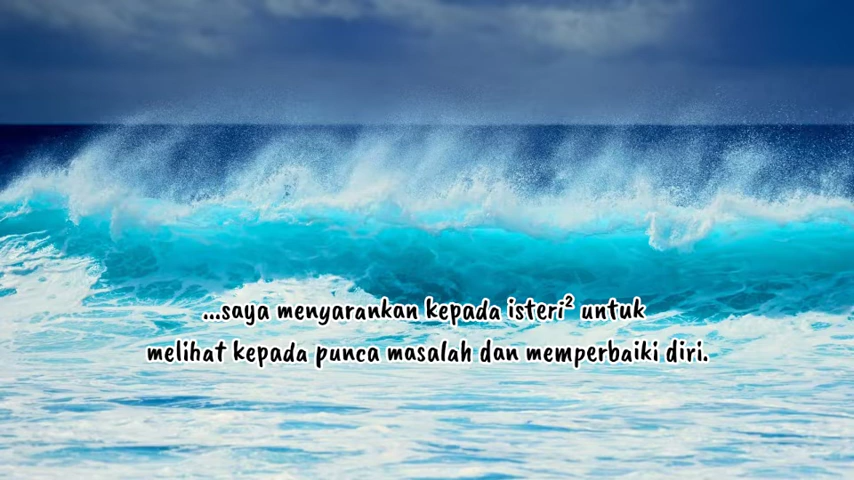 ...saya menyarankan kepada isteri² untuk
melihat kepada punca masalah dan memperbaiki diri.